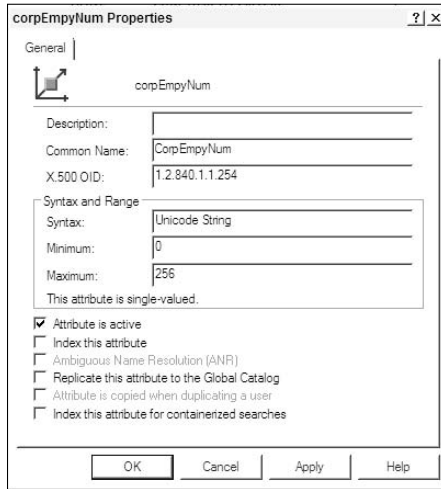 corpEmpyNum Properties
General
corpEmpyNum
Description:
Common Name: CorpEmpyNum
X.500 OID: 1.2.840.1.1.254
Syntax and Range
Syntax: Unicode String
Minimum: 0
Maximum: 256
This attribute is single-valued.
Attribute is active
Index this attribute
Ambiguous Name Resolution (ANR)
Replicate this attribute to the Global Catalog
Attribute is copied when duplicating a user
Index this attribute for containerized searches
OK Cancel Apply Help